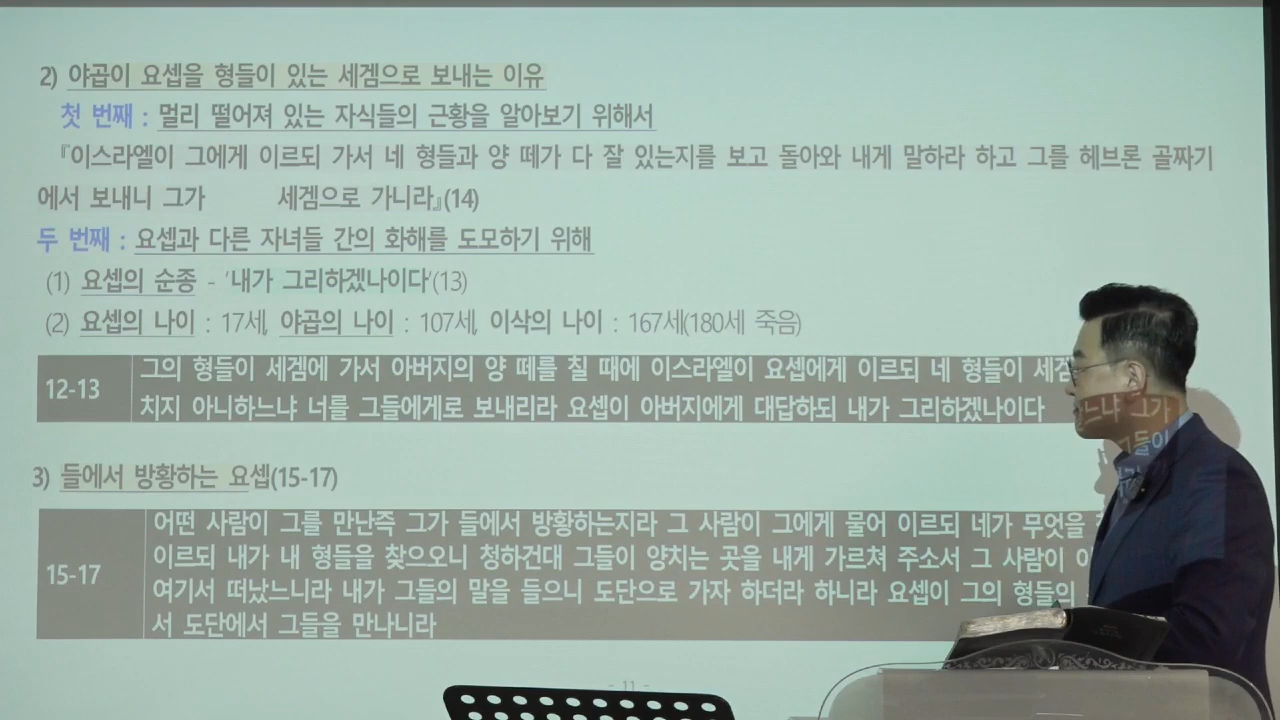 2) 야곱이 요셉을 형들이 있는 세겜으로 보내는 이유
첫 번째 : 멀리 떨어져 있는 자식들의 근황을 알아보기 위해서
『이스라엘이 그에게 이르되 가서 네 형들과 양 떼가 다 잘 있는지를 보고 돌아와 내게 말하라 하고 그를 헤브론 골짜기
에서 보내니 그가 세겜으로 가니라』(14)
두 번째 : 요셉과 다른 자녀들 간의 화해를 도모하기 위해
(1) 요셉의 순종 - '내가 그리하겠나이다'(13)
(2) 요셉의 나이 : 17세, 야곱의 나이 : 107세, 이삭의 나이 : 167세(180세 죽음)
12-13
그의 형들이 세겜에 가서 아버지의 양 떼를 칠 때에 이스라엘이 요셉에게 이르되 네 형들이
치지 아니하느냐 너를 그들에게로 보내리라 요셉이 아버지에게 대답하되 내가 그리하겠나이다
3) 들에서 방황하는 요셉(15-17)
15-17
어떤 사람이 그를 만난즉 그가 들에서 방황하는지라 그 사람이 그에게 물어 이르되 네가 무엇을
이르되 내가 내 형들을 찾으오니 청하건대 그들이 양치는 곳을 내게 가르쳐 주소서 그 사람이
여기서 떠났느니라 내가 그들의 말을 들으니 도단으로 가자 하더라 하니라 요셉이 그의 형들의
서 도단에서 그들을 만나니라
- 11 -